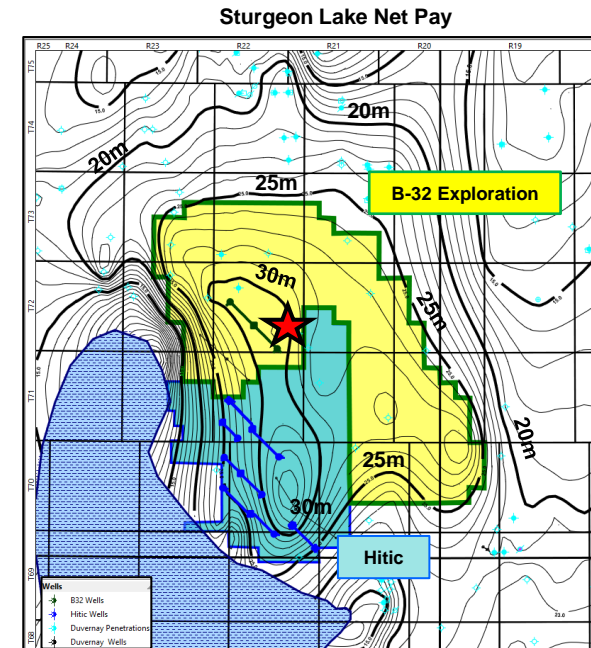 Sturgeon Lake Net Pay
R25 R24 R23 R22 R21 R20 R19
T75
T74
20m
20m
25m
B-32 Exploration
T73
30m
T72
25m
T71
20m
25m
T70
30m
Hitic
T69
Wells
B32 Wells
Hitic Wells
Duvernay Penetrations
Duvernay Wells
T68